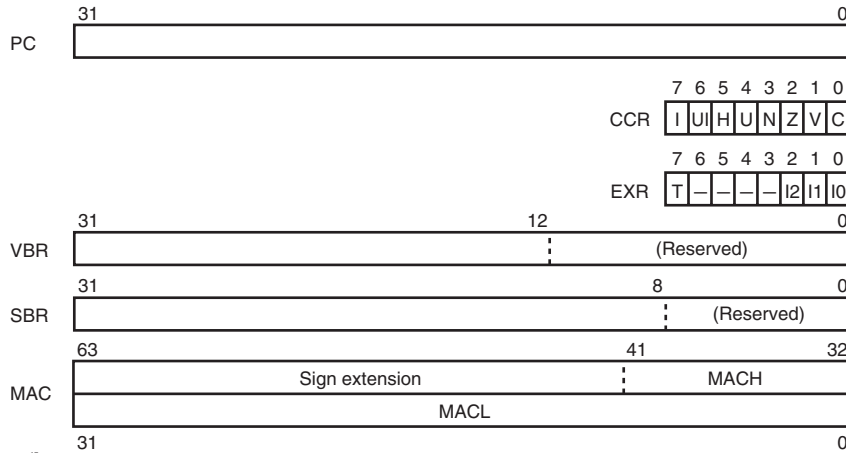 31 0
PC
7 6 5 4 3 2 1 0
CCR I UI H U N Z V C
7 6 5 4 3 2 1 0
EXR T — — — — I2 I1 I0
31 12 0
VBR (Reserved)
31 8 0
SBR (Reserved)
63 41 32
Sign extension MACH
MAC
MACL
31 0